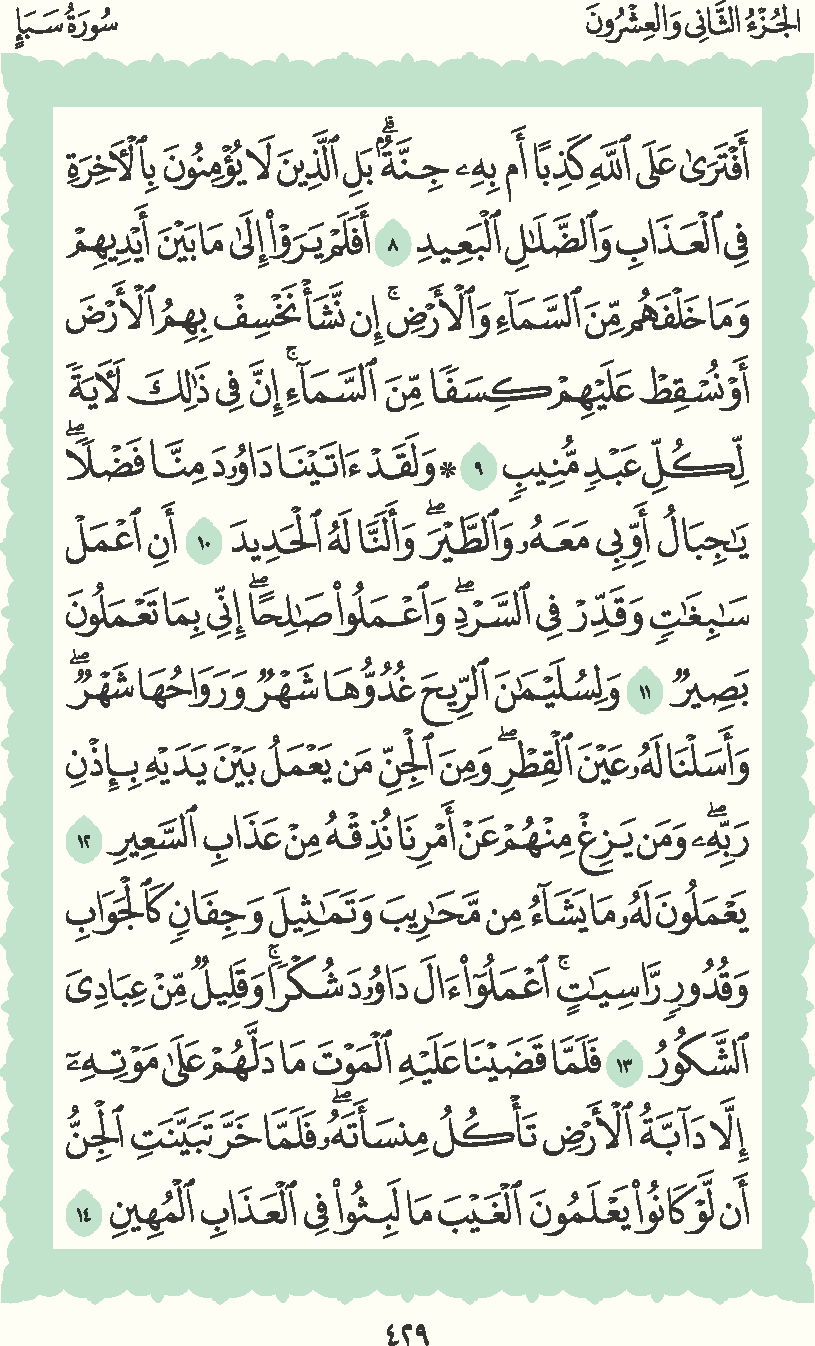 الجُزْءُ الثَّانِي وَالعِشْرُونَ سُورَةُ سَبَإٍ
أَفۡتَرَىٰ عَلَى ٱللَّهِ كَذِبًا أَم بِهِۦ جِنَّةُۢۗ بَلِ ٱلَّذِينَ لَا يُؤۡمِنُونَ بِٱلۡأٓخِرَةِ
فِي ٱلۡعَذَابِ وَٱلضَّلَٰلِ ٱلۡبَعِيدِ ٨ أَفَلَمۡ يَرَوۡاْ إِلَىٰ مَا بَيۡنَ أَيۡدِيهِمۡ
وَمَا خَلۡفَهُم مِّنَ ٱلسَّمَآءِ وَٱلۡأَرۡضِۚ إِن نَّشَأۡ نَخۡسِفۡ بِهِمُ ٱلۡأَرۡضَ
أَوۡ نُسۡقِطۡ عَلَيۡهِمۡ كِسَفٗا مِّنَ ٱلسَّمَآءِۚ إِنَّ فِي ذَٰلِكَ لَأٓيَةٗ
لِّكُلِّ عَبۡدٖ مُّنِيبٖ ٩ ۞ وَلَقَدۡ ءَاتَيۡنَا دَاوُۥدَ مِنَّا فَضۡلٗاۖ
يَٰجِبَالُ أَوِّبِي مَعَهُۥ وَٱلطَّيۡرَۖ وَأَلَنَّا لَهُ ٱلۡحَدِيدَ ١٠ أَنِ ٱعۡمَلۡ
سَٰبِغَٰتٖ وَقَدِّرۡ فِي ٱلسَّرۡدِۖ وَٱعۡمَلُواْ صَٰلِحًاۖ إِنِّي بِمَا تَعۡمَلُونَ
بَصِيرٞ ١١ وَلِسُلَيۡمَٰنَ ٱلرِّيحَ غُدُوُّهَا شَهۡرٞ وَرَوَاحُهَا شَهۡرٞۖ
وَأَسَلۡنَا لَهُۥ عَيۡنَ ٱلۡقِطۡرِۖ وَمِنَ ٱلۡجِنِّ مَن يَعۡمَلُ بَيۡنَ يَدَيۡهِ بِإِذۡنِ
رَبِّهِۦۖ وَمَن يَزِغۡ مِنۡهُمۡ عَنۡ أَمۡرِنَا نُذِقۡهُ مِنۡ عَذَابِ ٱلسَّعِيرِ ١٢
يَعۡمَلُونَ لَهُۥ مَا يَشَآءُ مِن مَّحَٰرِيبَ وَتَمَٰثِيلَ وَجِفَانٖ كَٱلۡجَوَابِ
وَقُدُورٖ رَّاسِيَٰتٍۚ ٱعۡمَلُوٓاْ ءَالَ دَاوُۥدَ شُكۡرٗاۚ وَقَلِيلٞ مِّنۡ عِبَادِيَ
ٱلشَّكُورُ ١٣ فَلَمَّا قَضَيۡنَا عَلَيۡهِ ٱلۡمَوۡتَ مَا دَلَّهُمۡ عَلَىٰ مَوۡتِهِۦٓ
إِلَّا دَآبَّةُ ٱلۡأَرۡضِ تَأۡكُلُ مِنسَأَتَهُۥۖ فَلَمَّا خَرَّ تَبَيَّنَتِ ٱلۡجِنُّ
أَن لَّوۡ كَانُواْ يَعۡلَمُونَ ٱلۡغَيۡبَ مَا لَبِثُواْ فِي ٱلۡعَذَابِ ٱلۡمُهِينِ ١٤
٤٢٩